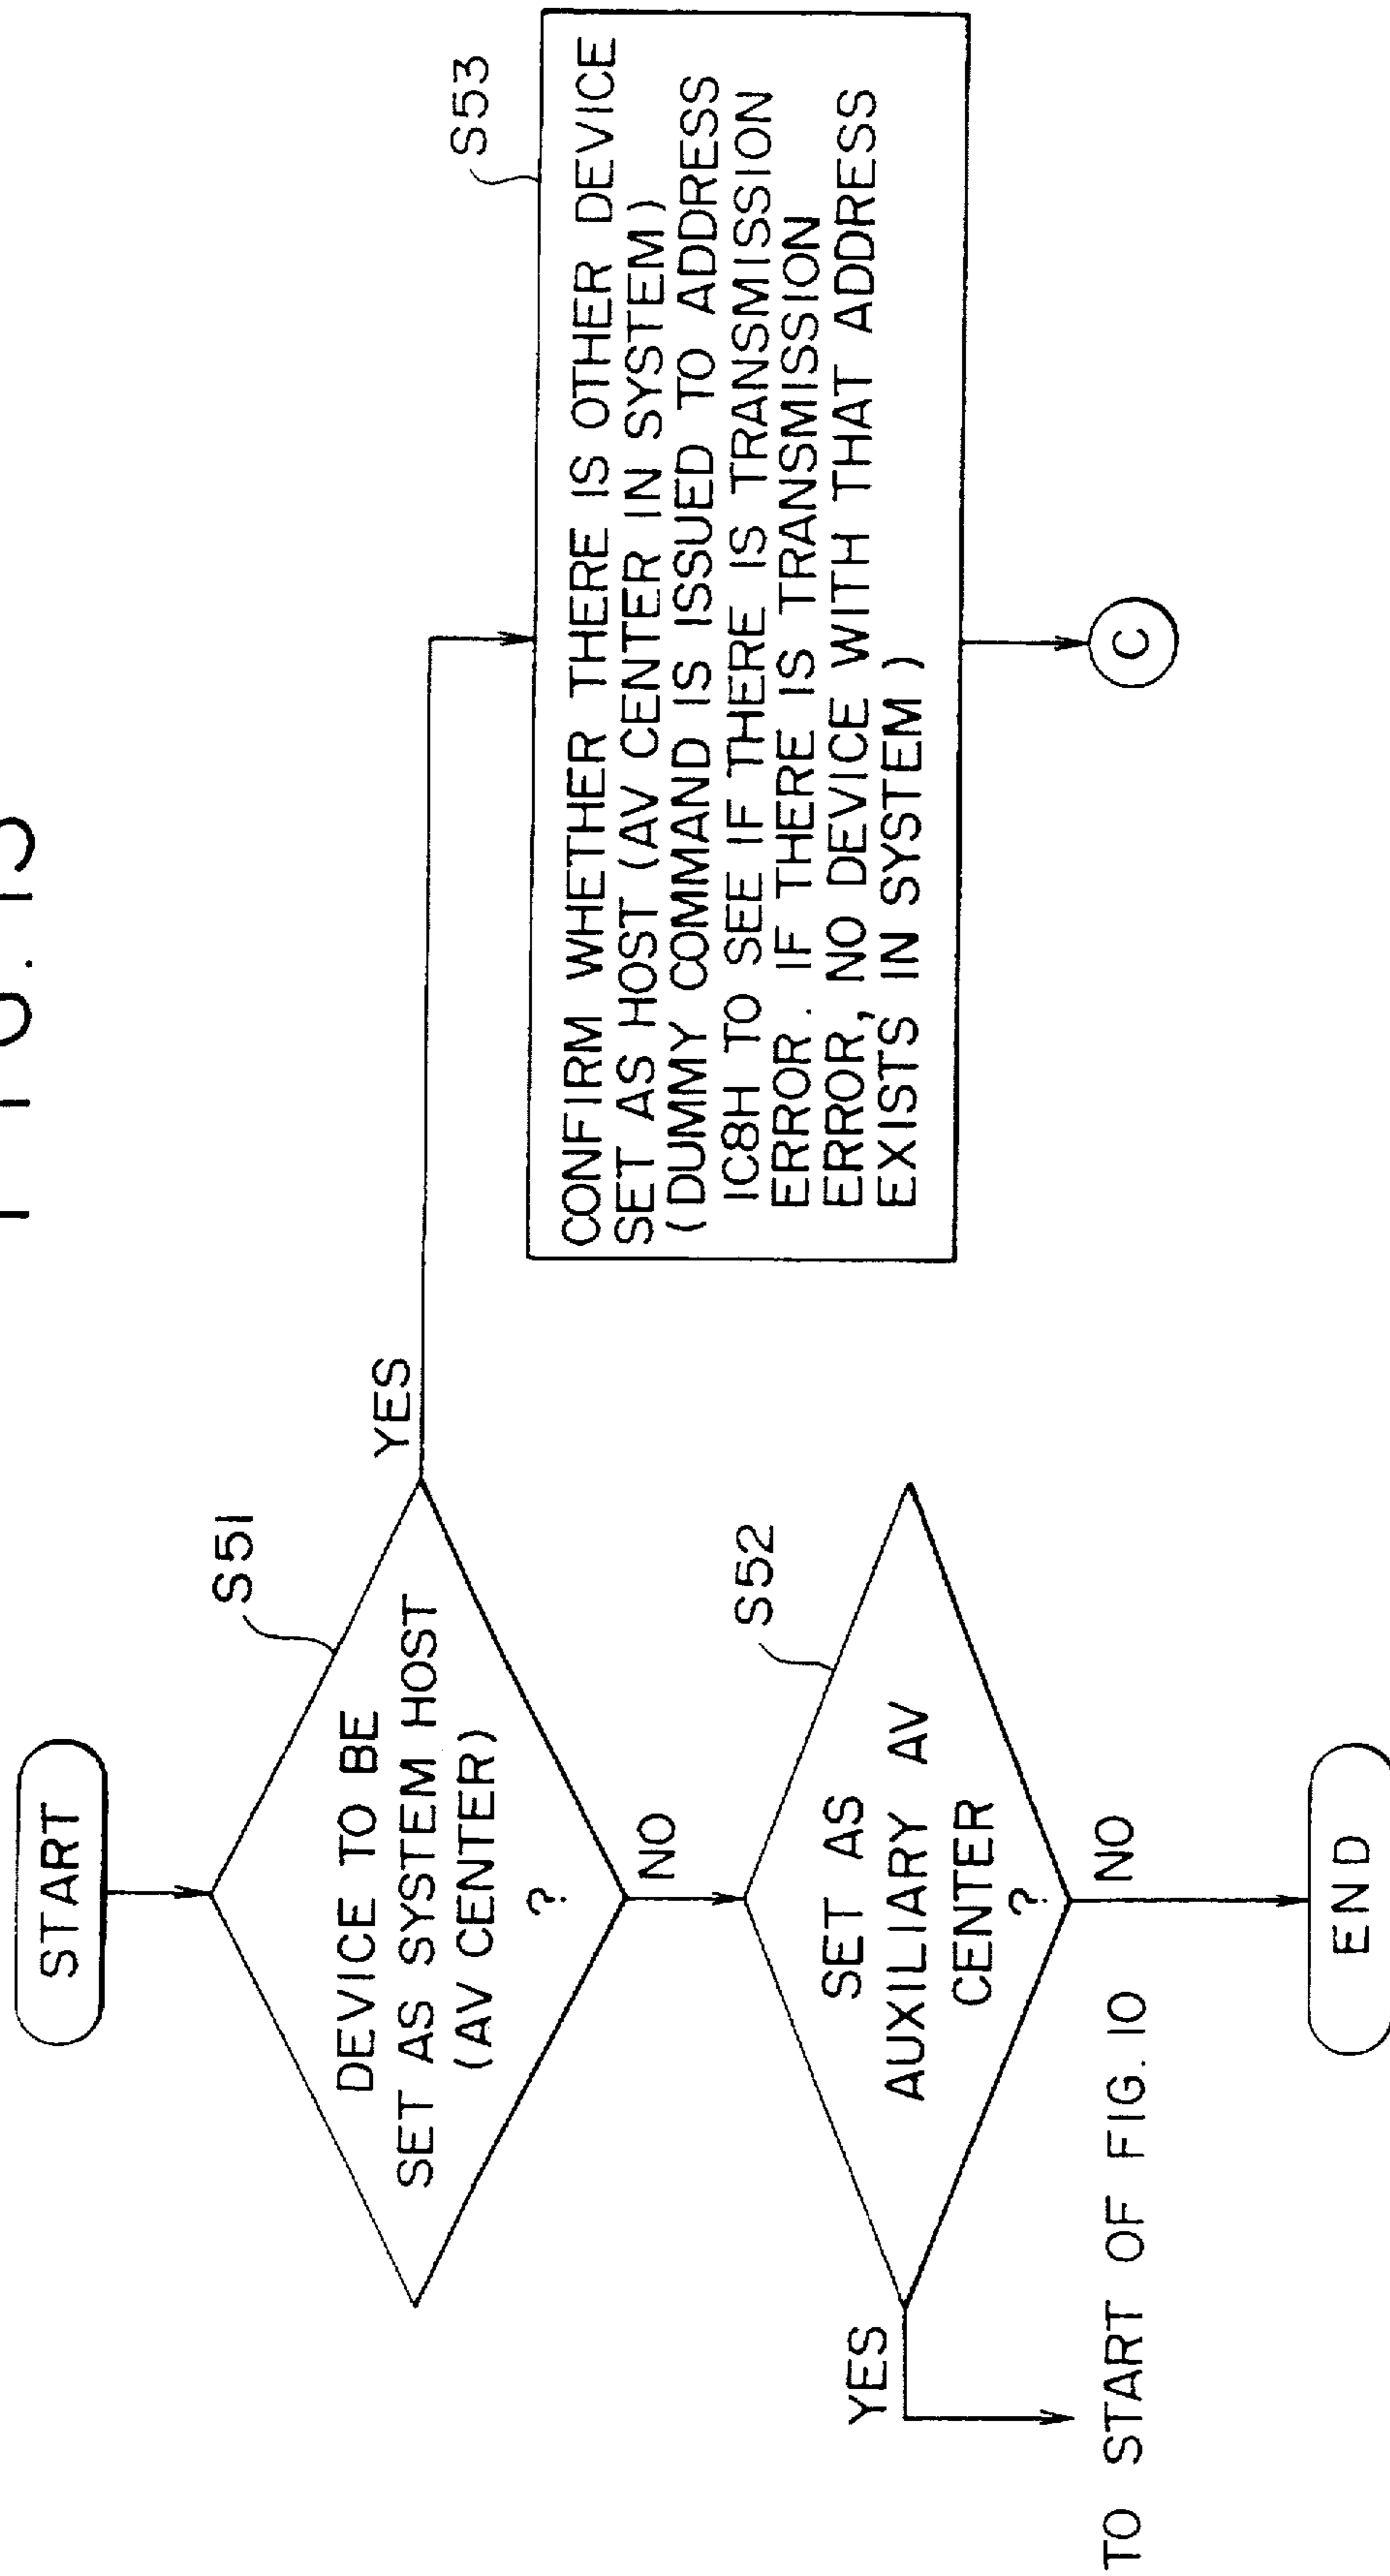 START
S51
DEVICE TO BE
SET AS SYSTEM HOST
(AV CENTER)
?
YES
NO
S52
SET AS
AUXILIARY AV
CENTER
?
YES
NO
TO START OF FIG. 10
END
S53
CONFIRM WHETHER THERE IS OTHER DEVICE
SET AS HOST (AV CENTER IN SYSTEM)
(DUMMY COMMAND IS ISSUED TO ADDRESS
1C8H TO SEE IF THERE IS TRANSMISSION
ERROR. IF THERE IS TRANSMISSION
ERROR, NO DEVICE WITH THAT ADDRESS
EXISTS IN SYSTEM)
C